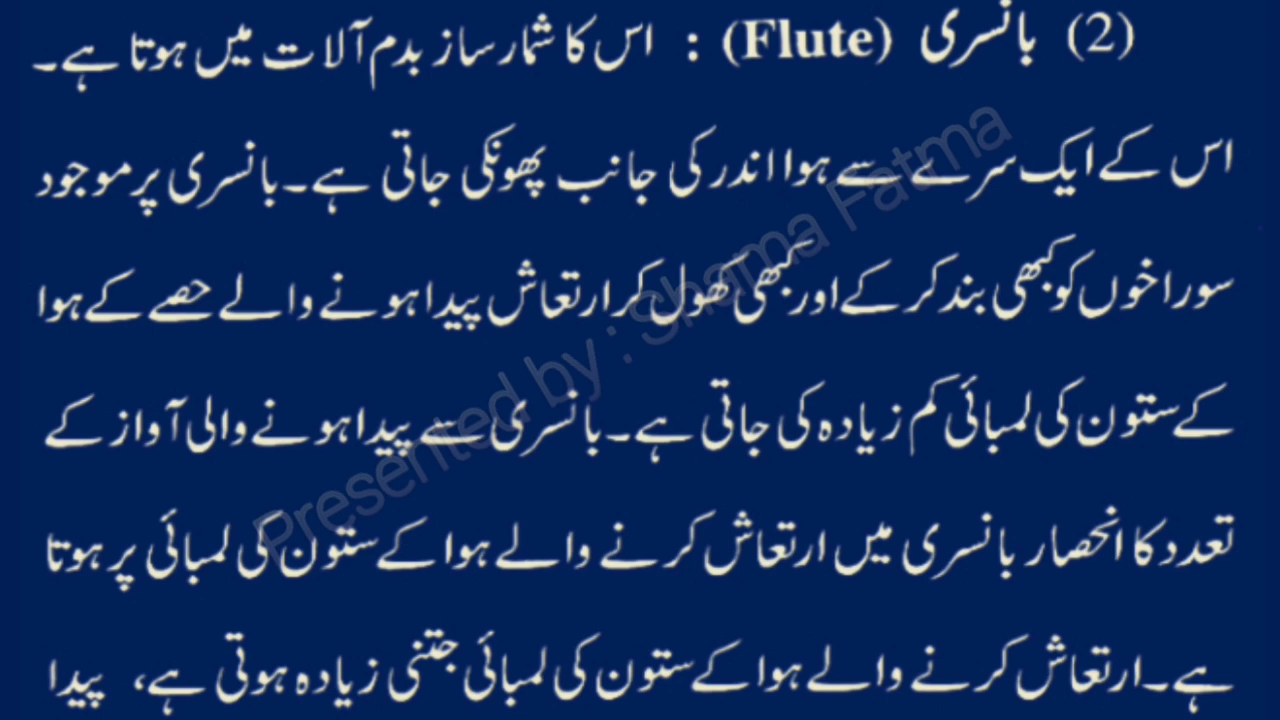 (2) بانسری (Flute) : اس کا شمار ساز بدم آلات میں ہوتا ہے۔
اس کے ایک سرے سے ہوا اندر کی جانب پھونکی جاتی ہے۔ بانسری پر موجود
سوراخوں کو کبھی بند کر کے اور کبھی کھول کر ارتعاش پیدا ہونے والے حصے کے ہوا
کے ستون کی لمبائی کم زیادہ کی جاتی ہے۔ بانسری سے پیدا ہونے والی آواز کے
تعدد کا انحصار بانسری میں ارتعاش کرنے والے ہوا کے ستون کی لمبائی پر ہوتا
ہے۔ ارتعاش کرنے والے ہوا کے ستون کی لمبائی جتنی زیادہ ہوتی ہے، پیدا
Presented by : Shama Fatma